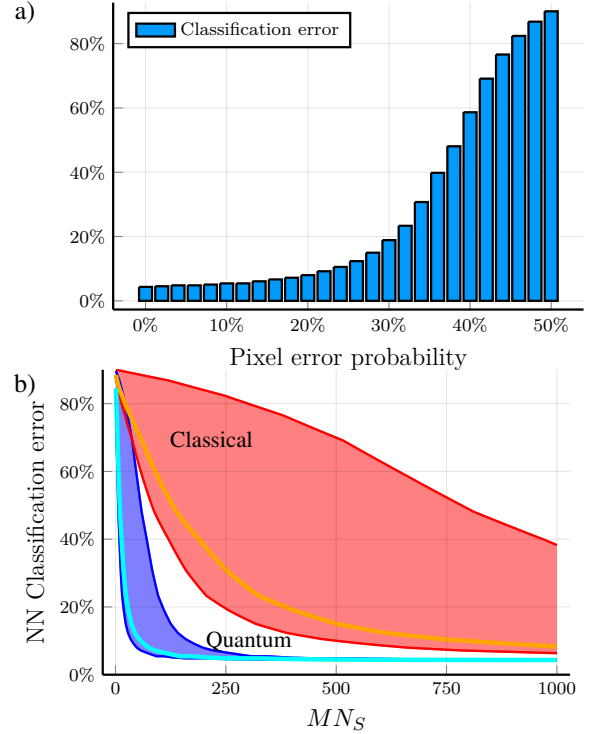 a)
Classification error
80%
60%
40%
20%
0%
0% 10% 20% 30% 40% 50%
Pixel error probability
b)
NN Classification error
80%
60%
40%
20%
0%
Classical
Quantum
0 250 500 750 1000
MN_S